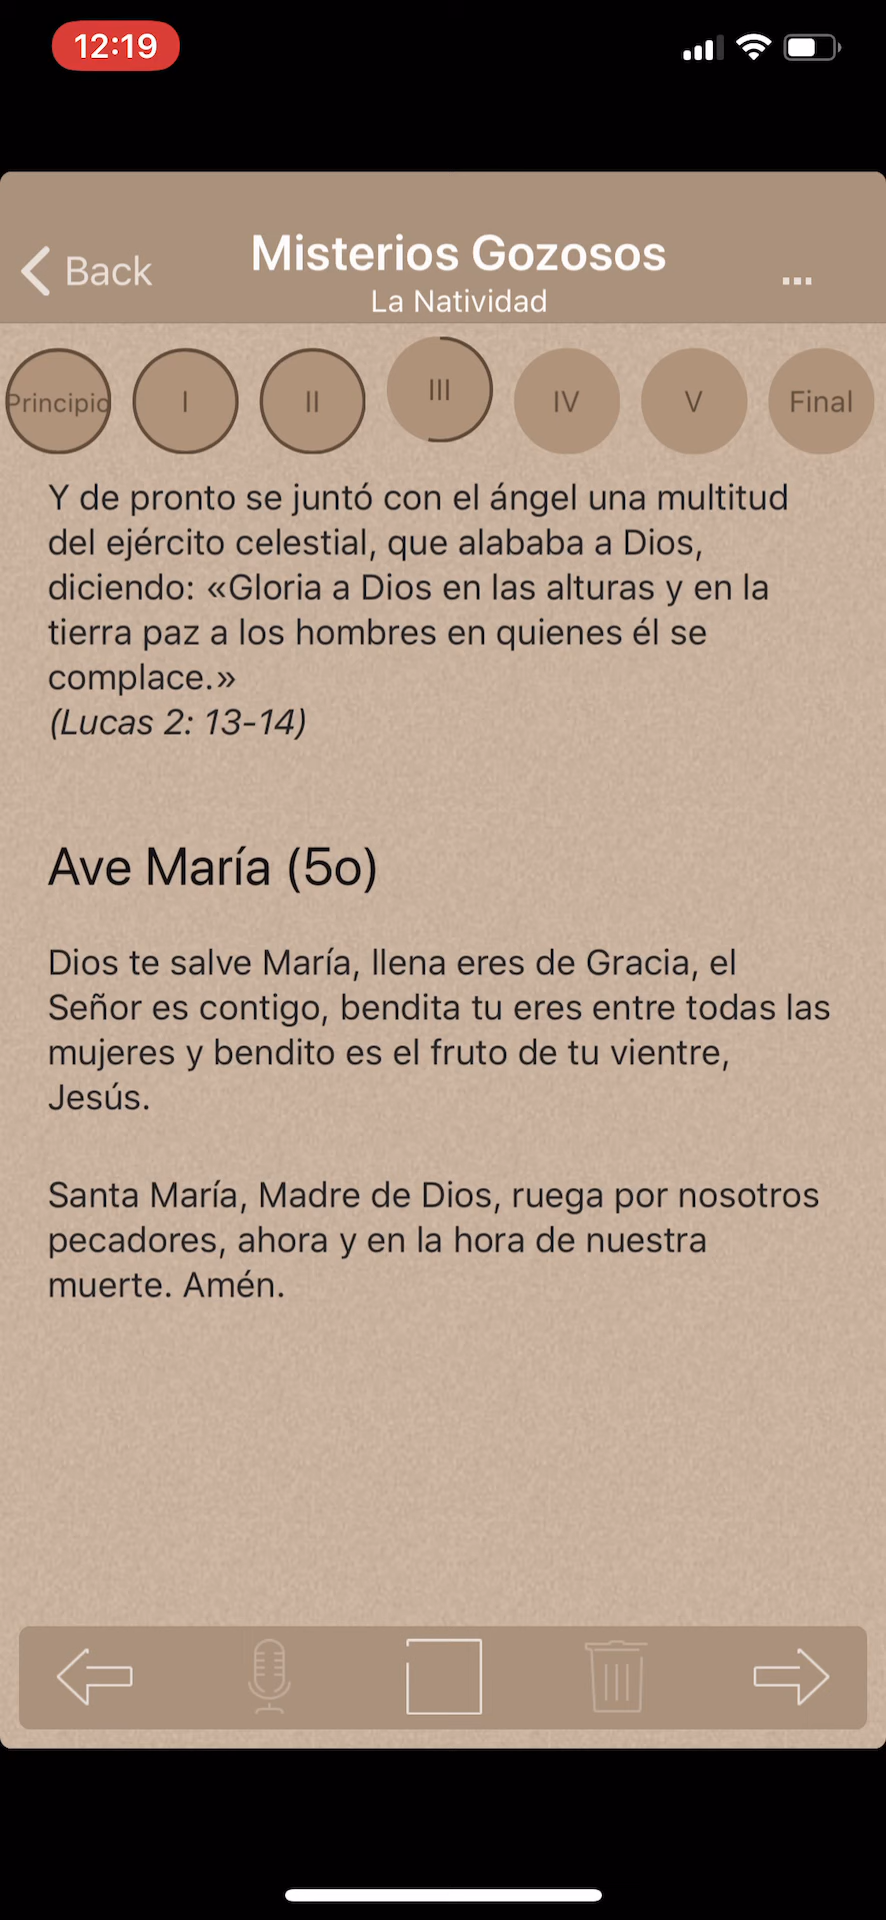 12:19
Back
Misterios Gozosos
...
La Natividad
Principio
I
II
III
IV
V
Final
Y de pronto se juntó con el ángel una multitud
del ejército celestial, que alababa a Dios,
diciendo: «Gloria a Dios en las alturas y en la
tierra paz a los hombres en quienes él se
complace.»
(Lucas 2: 13-14)
Ave María (5o)
Dios te salve María, llena eres de Gracia, el
Señor es contigo, bendita tu eres entre todas las
mujeres y bendito es el fruto de tu vientre,
Jesús.
Santa María, Madre de Dios, ruega por nosotros
pecadores, ahora y en la hora de nuestra
muerte. Amén.